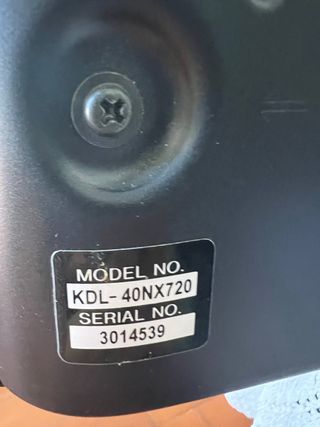 MODEL NO.
KDL-40NX720
SERIAL NO.
3014539